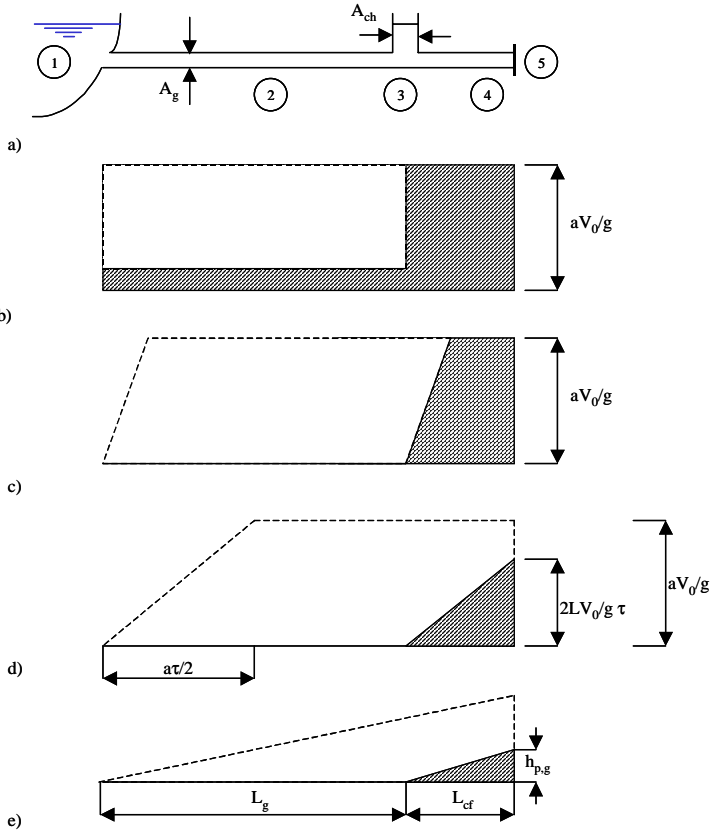 A_ch
1
5
A_g
2
3
4
a)
aV_0/g
b)
aV_0/g
c)
2LV_0/g τ
aV_0/g
aτ/2
d)
h_p,g
L_g
L_cf
e)